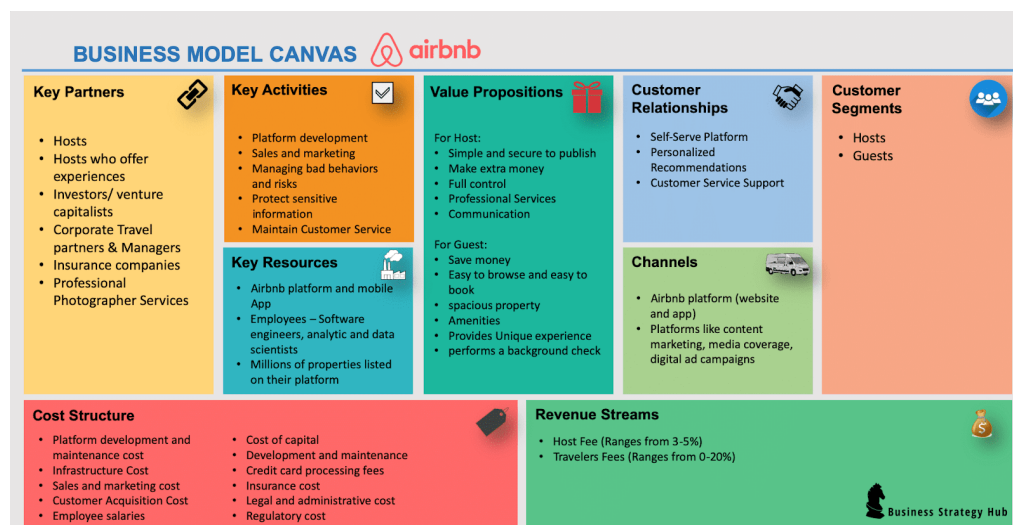 BUSINESS MODEL CANVAS airbnb
Key Partners
• Hosts
• Hosts who offer
experiences
• Investors/ venture
capitalists
• Corporate Travel
partners & Managers
• Insurance companies
• Professional
Photographer Services
Key Activities
• Platform development
• Sales and marketing
• Managing bad behaviors
and risks
• Protect sensitive
information
• Maintain Customer Service
Key Resources
• Airbnb platform and mobile
App
• Employees – Software
engineers, analytic and data
scientists
• Millions of properties listed
on their platform
Value Propositions
For Host:
• Simple and secure to publish
• Make extra money
• Full control
• Professional Services
• Communication
For Guest:
• Save money
• Easy to browse and easy to
book
• spacious property
• Amenities
• Provides Unique experience
• performs a background check
Customer
Relationships
• Self-Serve Platform
• Personalized
Recommendations
• Customer Service Support
Channels
• Airbnb platform (website
and app)
• Platforms like content
marketing, media coverage,
digital ad campaigns
Customer
Segments
• Hosts
• Guests
Cost Structure
• Platform development and
maintenance cost
• Infrastructure Cost
• Sales and marketing cost
• Customer Acquisition Cost
• Employee salaries
• Cost of capital
• Development and maintenance
• Credit card processing fees
• Insurance cost
• Legal and administrative cost
• Regulatory cost
Revenue Streams
• Host Fee (Ranges from 3-5%)
• Travelers Fees (Ranges from 0-20%)
$
Business Strategy Hub